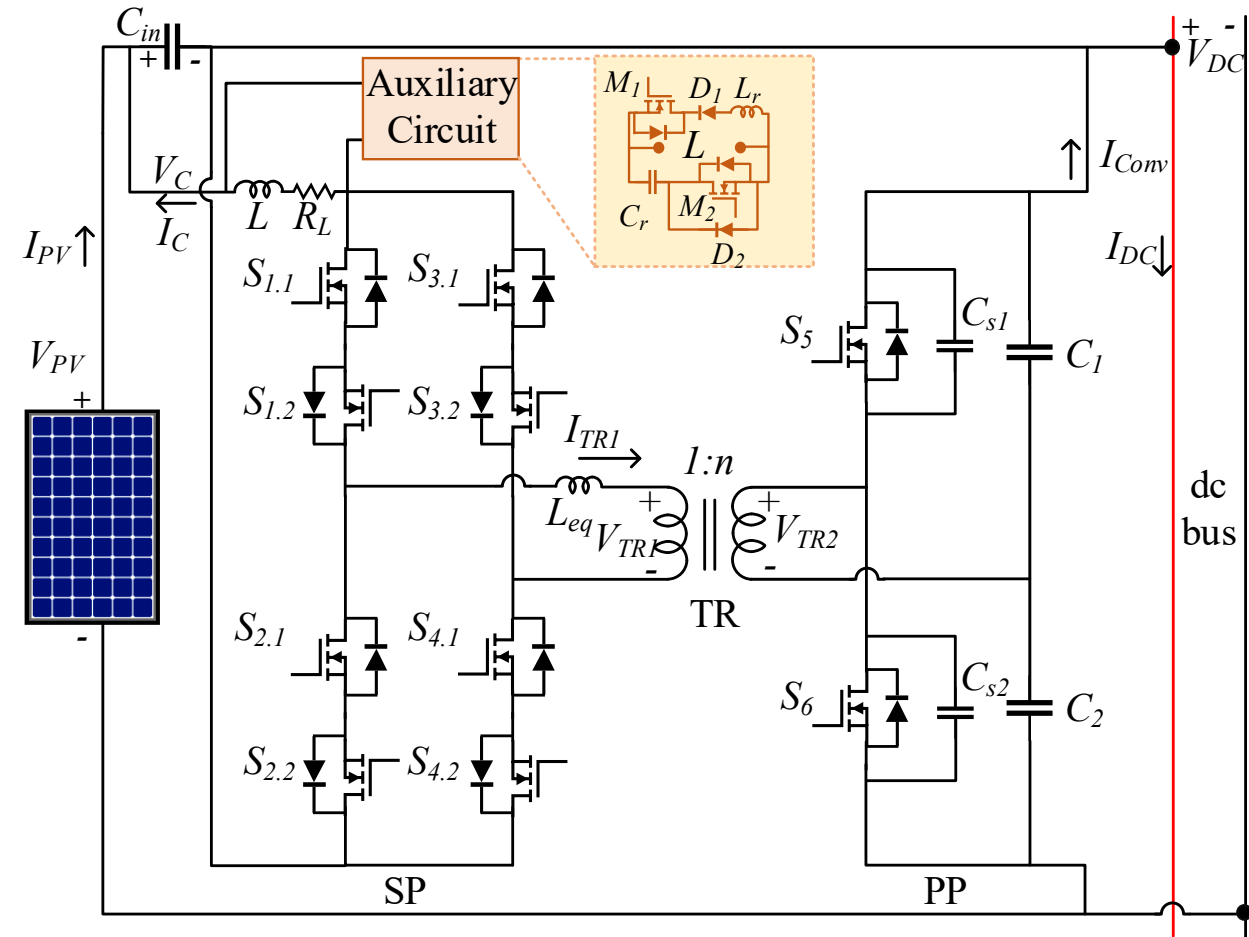 C_in
+ -
+ -
V_DC
Auxiliary
Circuit
M_1
D_1
L_r
L
C_r
M_2
D_2
V_C
I_C
L
R_L
I_PV
I_Conv
I_DC
S_1.1
S_3.1
S_5
C_s1
C_1
V_PV
+
S_1.2
S_3.2
I_TR1
1:n
L_eq
+
V_TR1
-
+
V_TR2
-
TR
dc
bus
S_2.1
S_4.1
S_6
C_s2
C_2
-
S_2.2
S_4.2
SP
PP